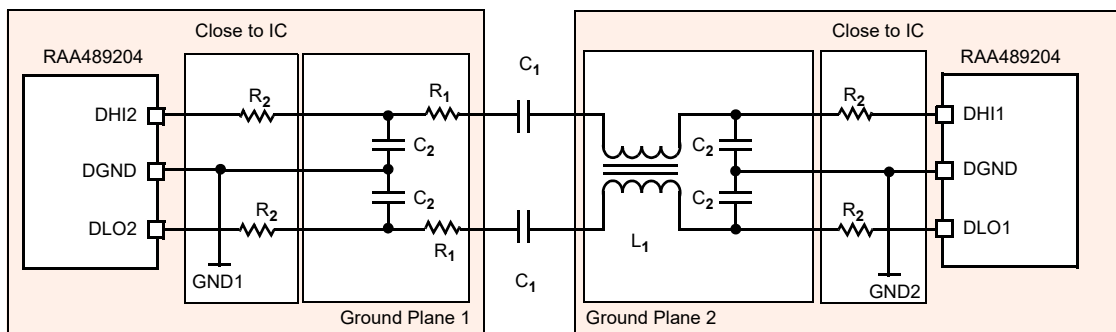 Close to IC
RAA489204
DHI2
DGND
DLO2
R2
R2
GND1
R1
C2
C2
R1
Ground Plane 1
C1
C1
Close to IC
RAA489204
L1
C2
C2
R2
R2
GND2
DHI1
DGND
DLO1
Ground Plane 2